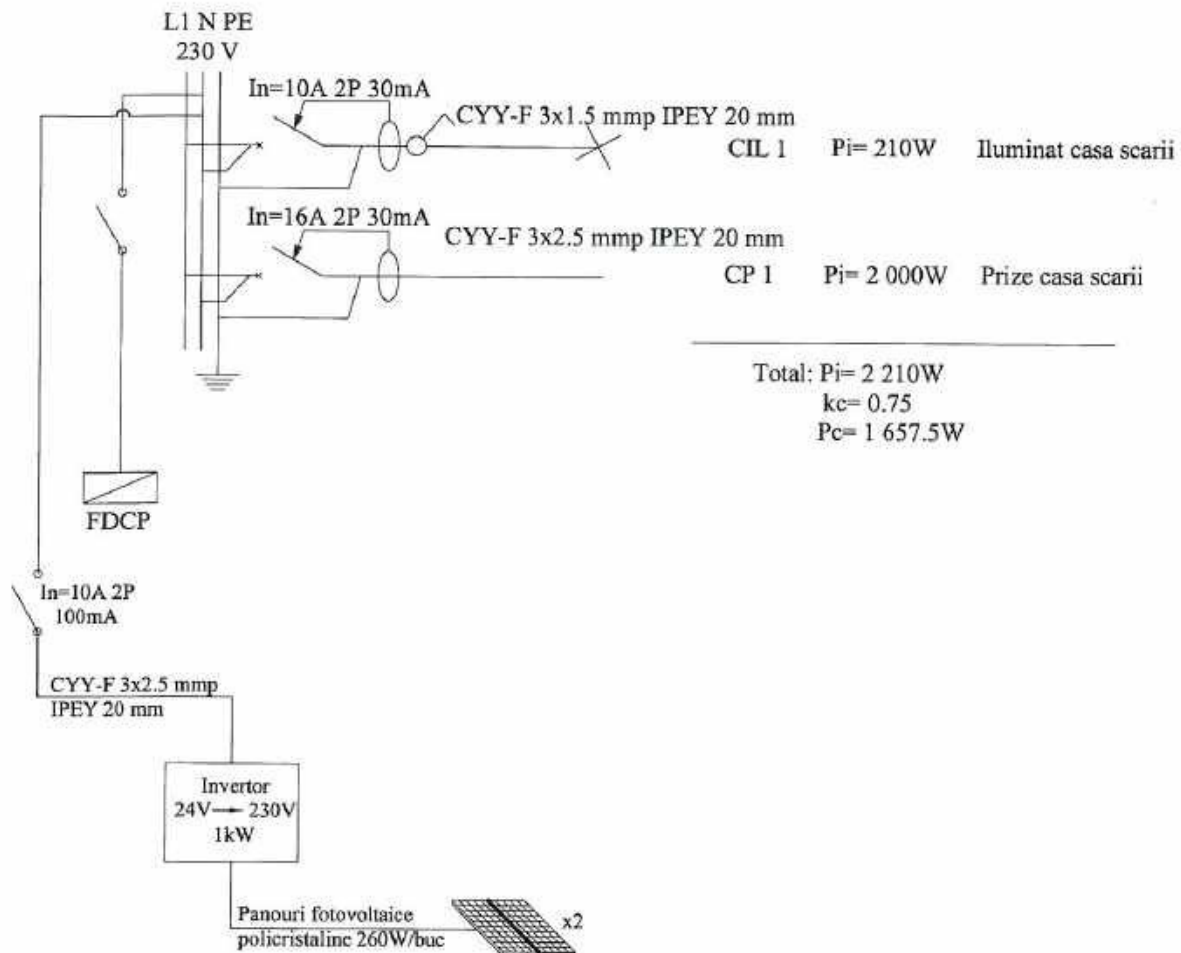 L1 N PE
230 V
In=10A 2P 30mA
CYY-F 3x1.5 mmp IPEY 20 mm
CIL 1 Pi= 210W Iluminat casa scarii
In=16A 2P 30mA
CYY-F 3x2.5 mmp IPEY 20 mm
CP 1 Pi= 2 000W Prize casa scarii
Total: Pi= 2 210W
kc= 0.75
Pc= 1 657.5W
FDCP
In=10A 2P
100mA
CYY-F 3x2.5 mmp
IPEY 20 mm
Invertor
24V → 230V
1kW
Panouri fotovoltaice
policristaline 260W/buc
x2